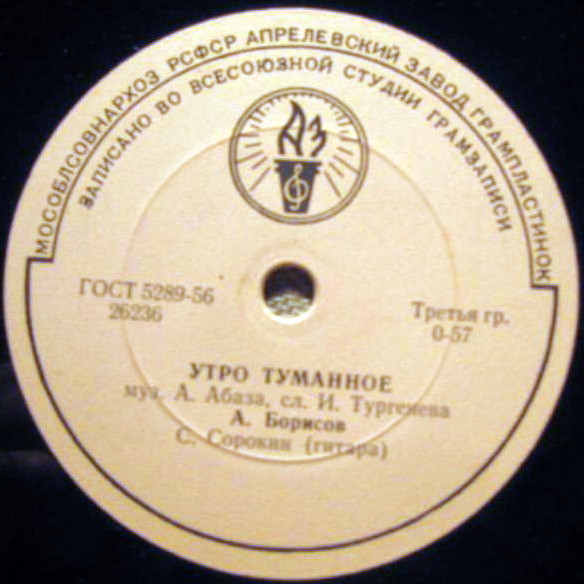 МОСОБЛСОВНАРХОЗ РСФСР АПРЕЛЕВСКИЙ ЗАВОД ГРАМПЛАСТИНОК
ЗАПИСАНО ВО ВСЕСОЮЗНОЙ СТУДИИ ГРАМЗАПИСИ
АЗ
ГОСТ 5289-56
26236
Третья гр.
0-57
УТРО ТУМАННОЕ
муз. А. Абаза, сл. И. Тургенева
А. Борисов
С. Сорокин (гитара)